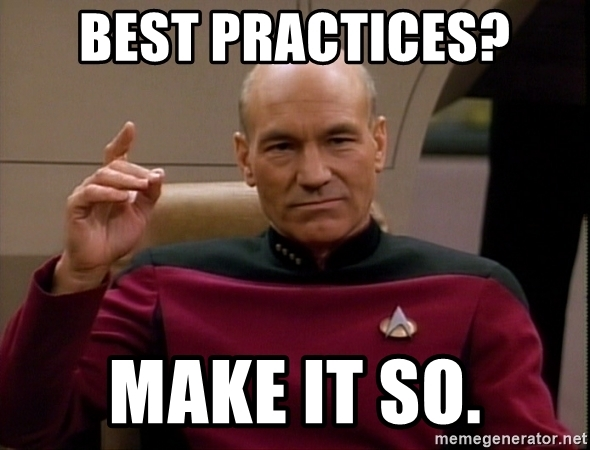 BEST PRACTICES?
MAKE IT SO.
memegenerator.net